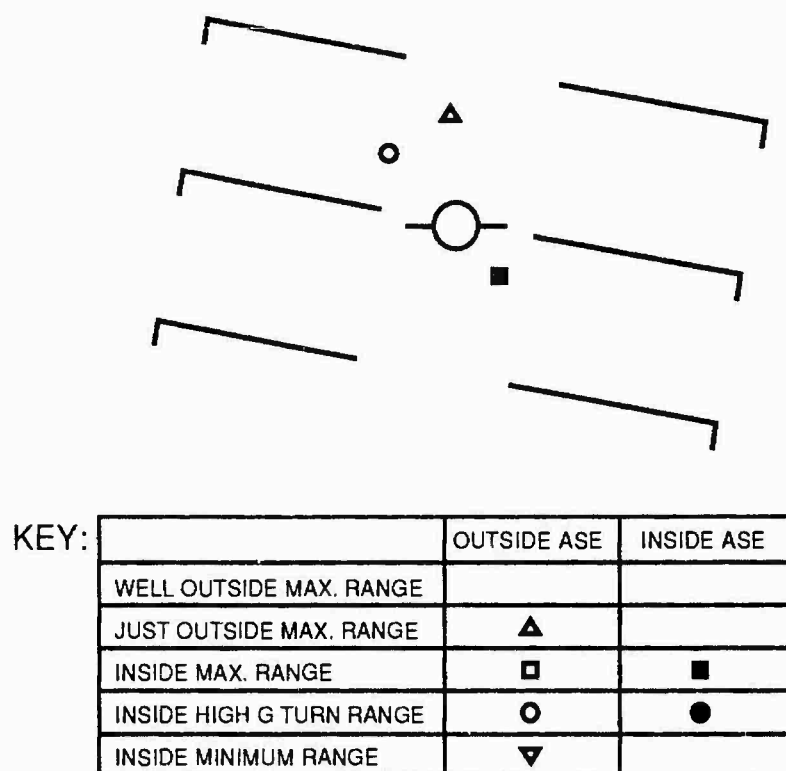 KEY:
OUTSIDE ASE INSIDE ASE
WELL OUTSIDE MAX. RANGE
JUST OUTSIDE MAX. RANGE
INSIDE MAX. RANGE
INSIDE HIGH G TURN RANGE
INSIDE MINIMUM RANGE